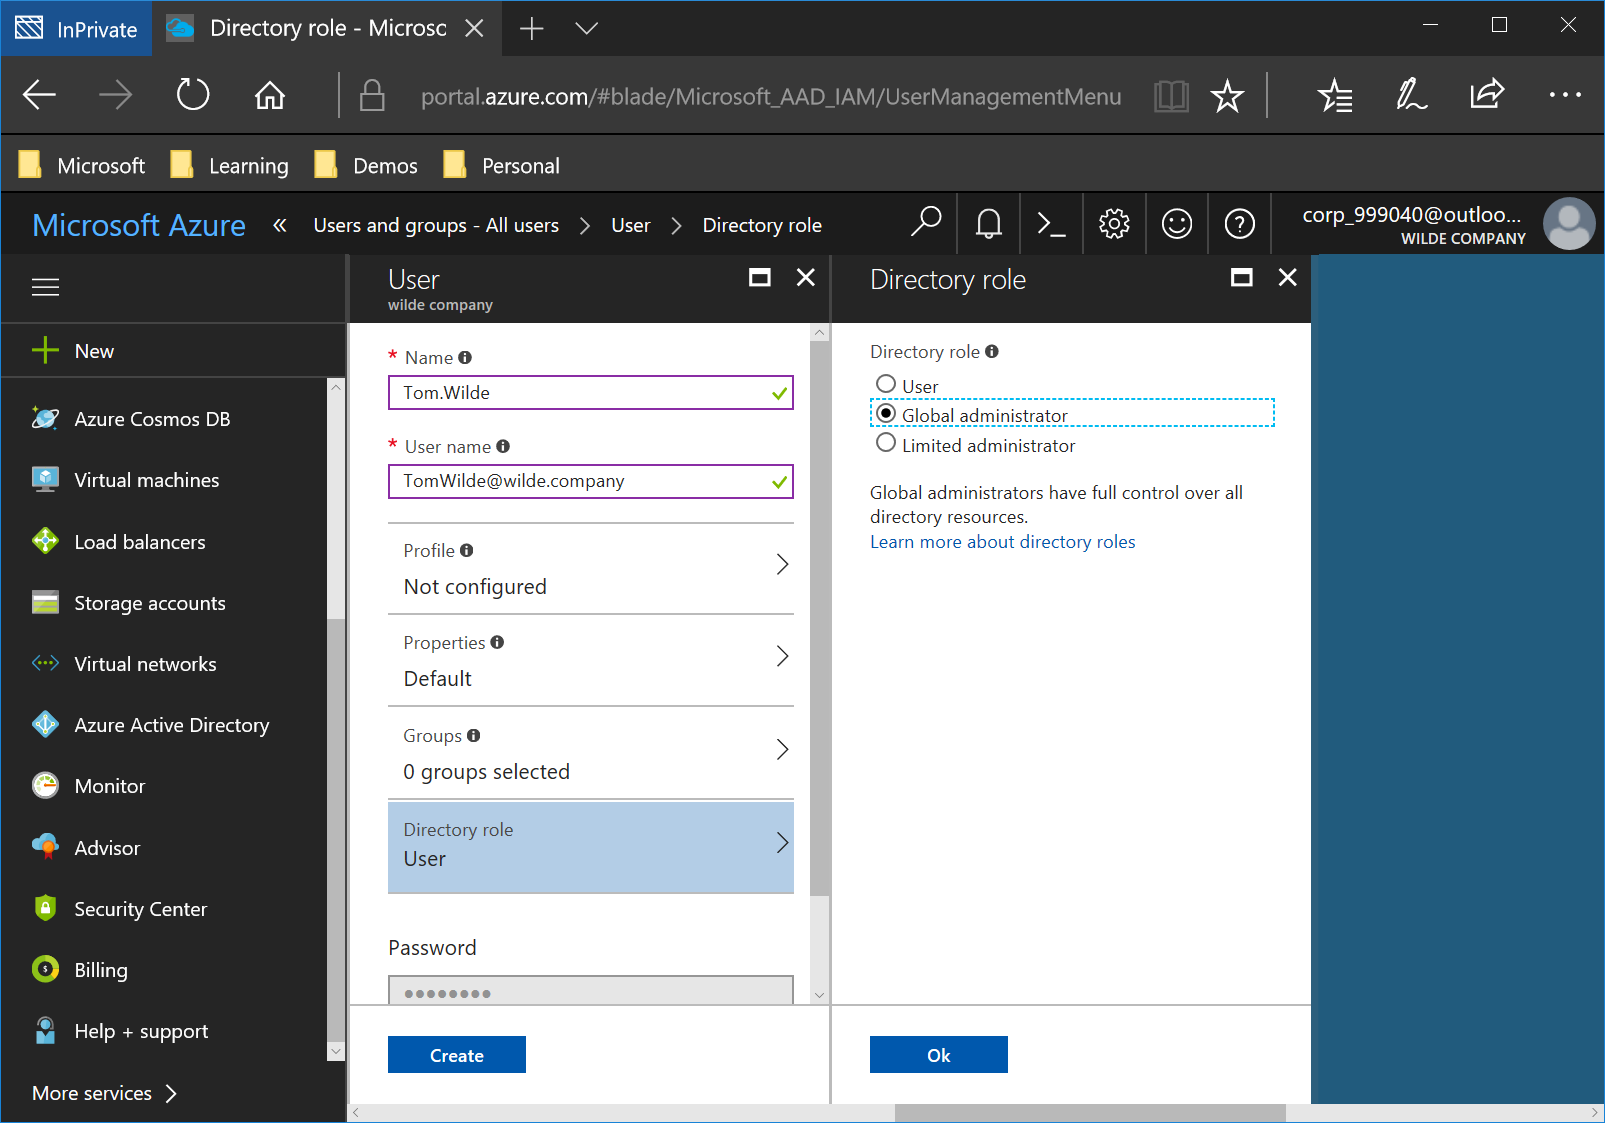 InPrivate
Directory role - Microsc
portal.azure.com/#blade/Microsoft_AAD_IAM/UserManagementMenu
Microsoft
Learning
Demos
Personal
Microsoft Azure
«
Users and groups - All users
User
Directory role
corp_999040@outloo...
WILDE COMPANY
New
Azure Cosmos DB
Virtual machines
Load balancers
Storage accounts
Virtual networks
Azure Active Directory
Monitor
Advisor
Security Center
Billing
Help + support
More services
User
wilde company
* Name
Tom.Wilde
* User name
TomWilde@wilde.company
Profile
Not configured
Properties
Default
Groups
0 groups selected
Directory role
User
Password
Create
Directory role
Directory role
User
Global administrator
Limited administrator
Global administrators have full control over all
directory resources.
Learn more about directory roles
Ok